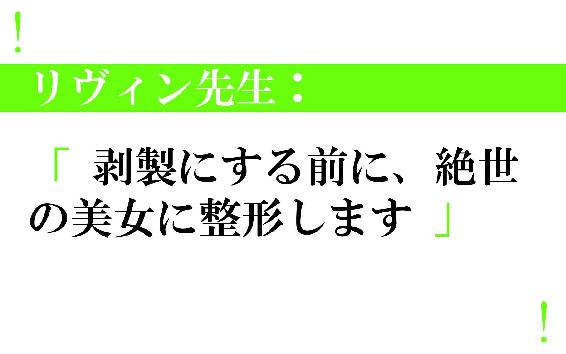 ！
リヴィン先生：
「 剥製にする前に、絶世
の美女に整形します 」
！